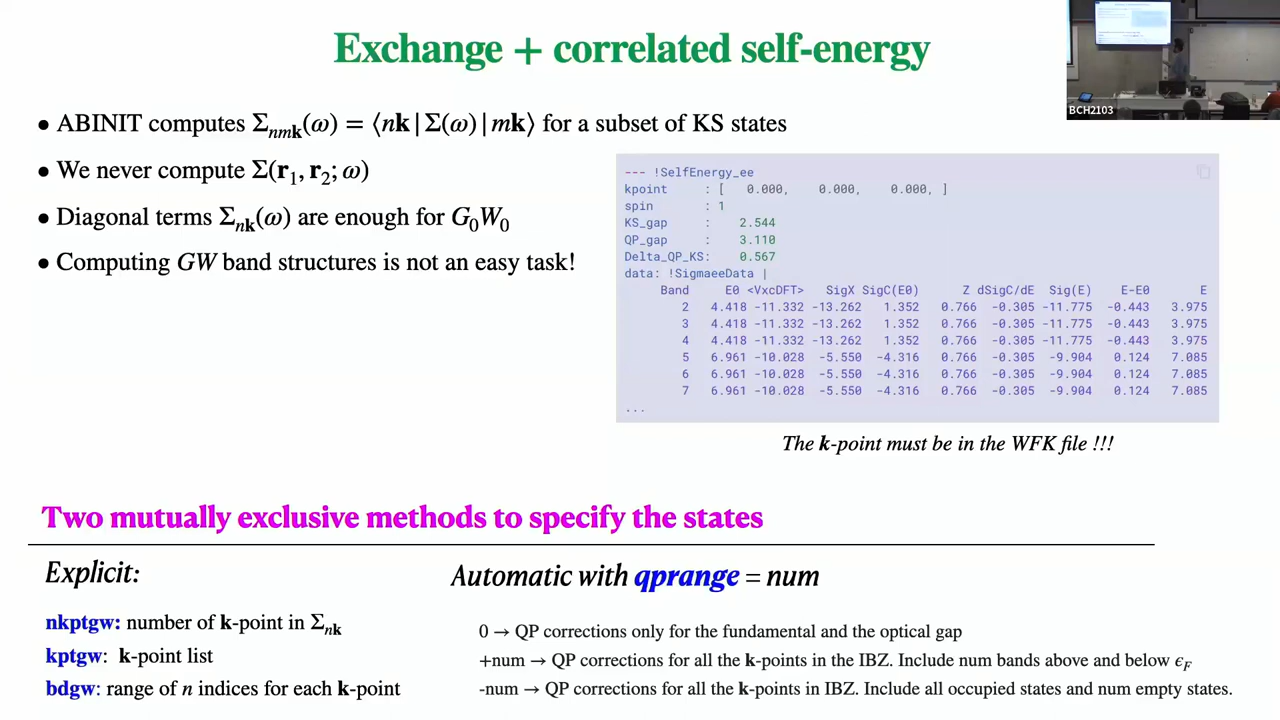 Exchange + correlated self-energy
BCH2103
• ABINIT computes Σₙₘ𝐤(ω) = ⟨n𝐤 | Σ(ω) | m𝐤⟩ for a subset of KS states
• We never compute Σ(𝐫₁, 𝐫₂; ω)
• Diagonal terms Σₙ𝐤(ω) are enough for G₀W₀
• Computing GW band structures is not an easy task!
--- !SelfEnergy_ee
kpoint : [ 0.000, 0.000, 0.000, ]
spin : 1
KS_gap : 2.544
QP_gap : 3.110
Delta_QP_KS: 0.567
data: !SigmaeeData |
Band E0 <VxcDFT> SigX SigC(E0) Z dSigC/dE Sig(E) E-E0 E
2 4.418 -11.332 -13.262 1.352 0.766 -0.305 -11.775 -0.443 3.975
3 4.418 -11.332 -13.262 1.352 0.766 -0.305 -11.775 -0.443 3.975
4 4.418 -11.332 -13.262 1.352 0.766 -0.305 -11.775 -0.443 3.975
5 6.961 -10.028 -5.550 -4.316 0.766 -0.305 -9.904 0.124 7.085
6 6.961 -10.028 -5.550 -4.316 0.766 -0.305 -9.904 0.124 7.085
7 6.961 -10.028 -5.550 -4.316 0.766 -0.305 -9.904 0.124 7.085
...
The k-point must be in the WFK file !!!
Two mutually exclusive methods to specify the states
Explicit:
nkptgw: number of k-point in Σₙ𝐤
kptgw: k-point list
bdgw: range of n indices for each k-point
Automatic with qprange = num
0 → QP corrections only for the fundamental and the optical gap
+num → QP corrections for all the k-points in the IBZ. Include num bands above and below ϵ_F
-num → QP corrections for all the k-points in IBZ. Include all occupied states and num empty states.